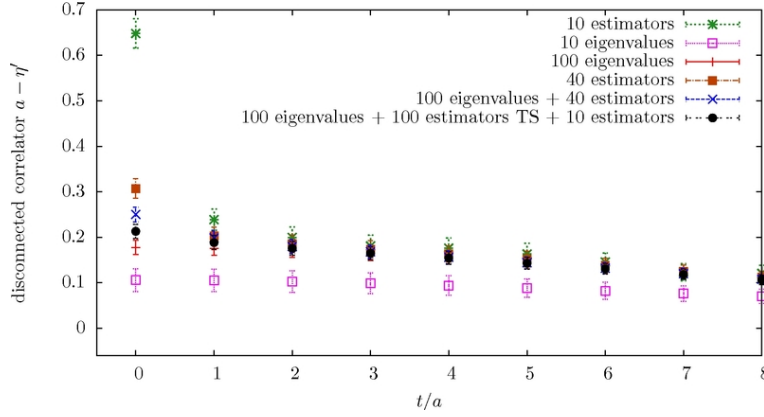 0.7
0.6
0.5
0.4
0.3
0.2
0.1
0
disconnected correlator a − η′
10 estimators
10 eigenvalues
100 eigenvalues
40 estimators
100 eigenvalues + 40 estimators
100 eigenvalues + 100 estimators TS + 10 estimators
0 1 2 3 4 5 6 7 8
t/a